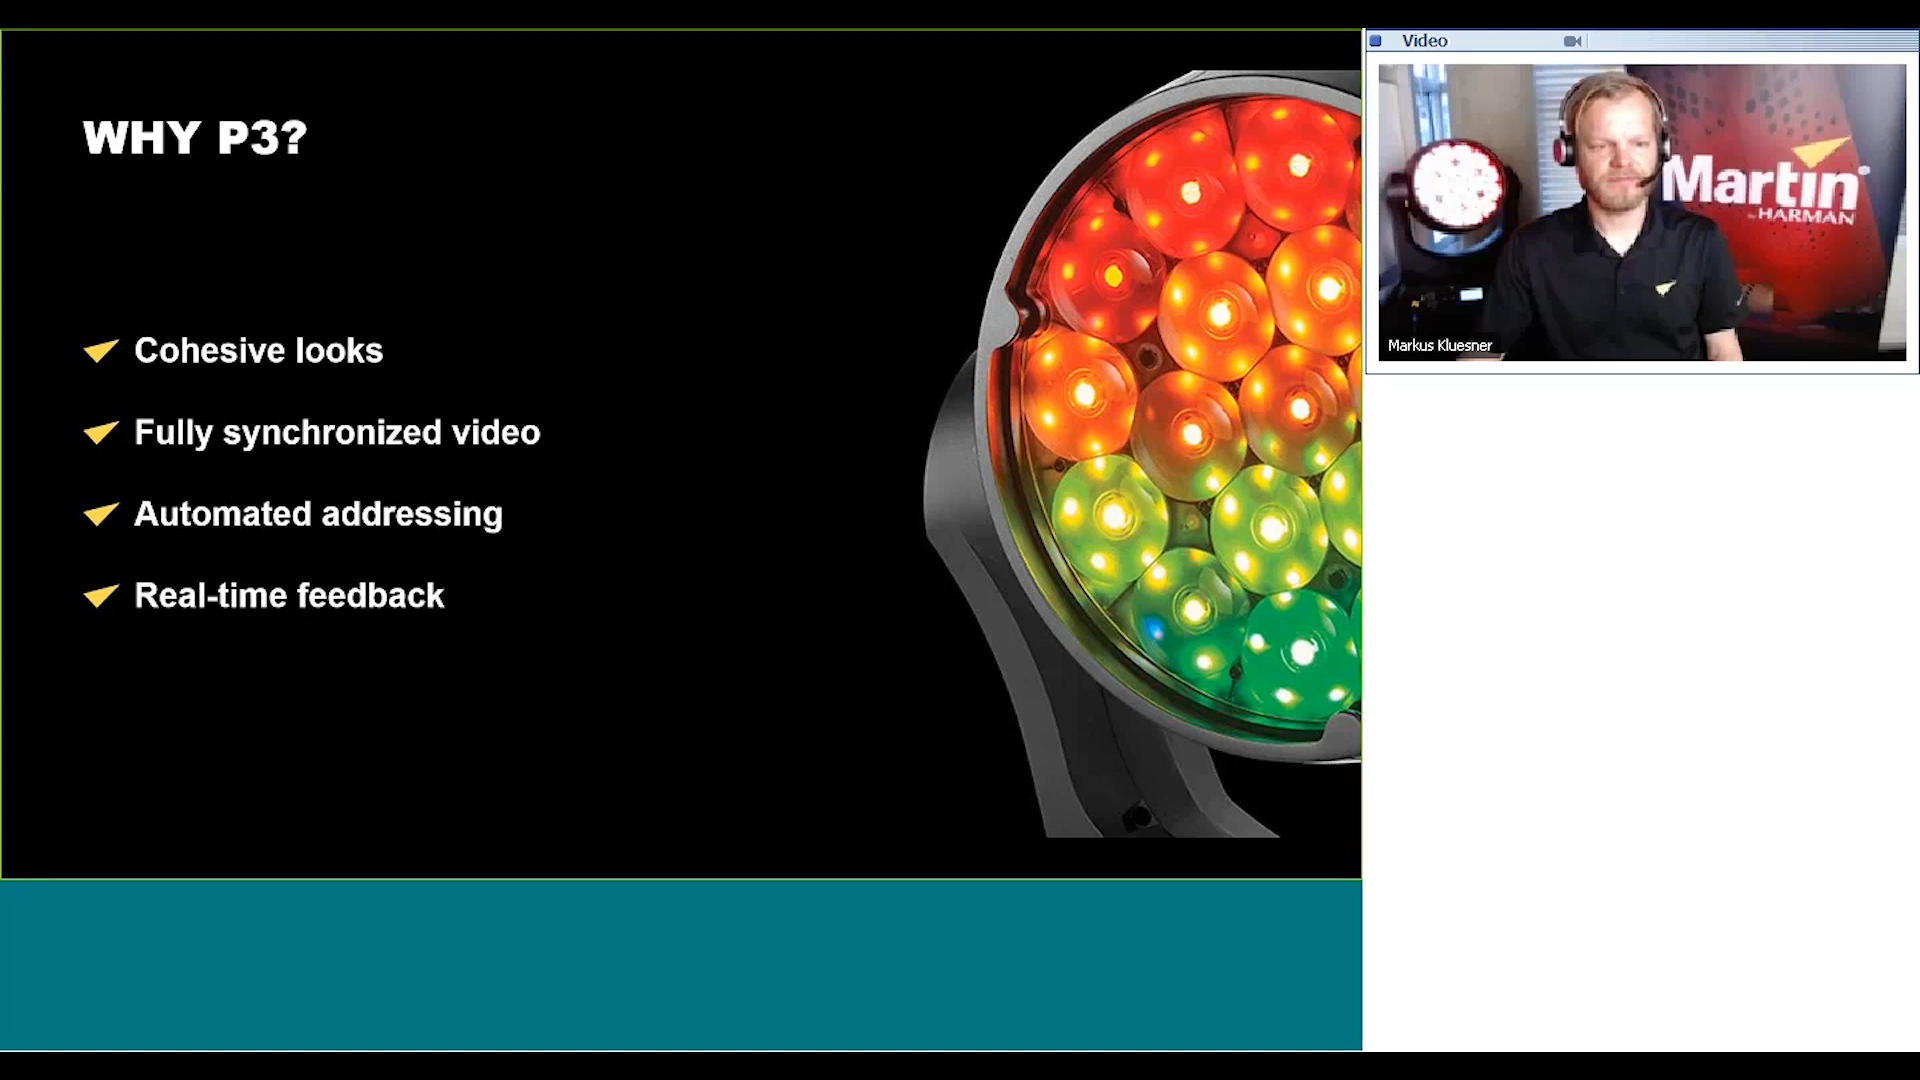 WHY P3?
Cohesive looks
Fully synchronized video
Automated addressing
Real-time feedback
Video
Martin®
by HARMAN
Markus Kluesner